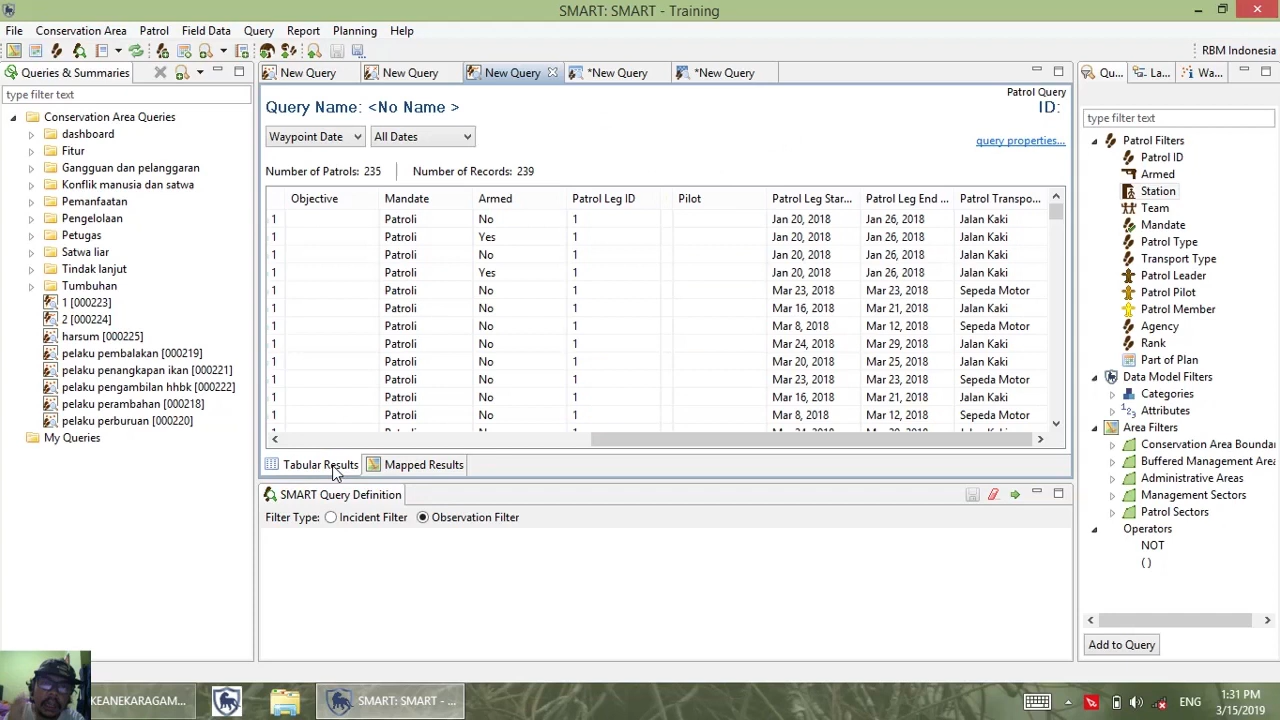 SMART: SMART - Training
File Conservation Area Patrol Field Data Query Report Planning Help
RBM Indonesia
Queries & Summaries
type filter text
Conservation Area Queries
dashboard
Fitur
Gangguan dan pelanggaran
Konflik manusia dan satwa
Pemanfaatan
Pengelolaan
Petugas
Satwa liar
Tindak lanjut
Tumbuhan
1 [000223]
2 [000224]
harsum [000225]
pelaku pembalakan [000219]
pelaku penangkapan ikan [000221]
pelaku pengambilan hhbk [000222]
pelaku perambahan [000218]
pelaku perburuan [000220]
My Queries
New Query New Query New Query *New Query *New Query
Patrol Query
Query Name: <No Name > ID:
Waypoint Date All Dates
query properties...
Number of Patrols: 235 Number of Records: 239
Objective Mandate Armed Patrol Leg ID Pilot Patrol Leg Star... Patrol Leg End ... Patrol Transpo...
1 Patroli No 1 Jan 20, 2018 Jan 26, 2018 Jalan Kaki
1 Patroli Yes 1 Jan 20, 2018 Jan 26, 2018 Jalan Kaki
1 Patroli No 1 Jan 20, 2018 Jan 26, 2018 Jalan Kaki
1 Patroli Yes 1 Jan 20, 2018 Jan 26, 2018 Jalan Kaki
1 Patroli No 1 Mar 23, 2018 Mar 23, 2018 Sepeda Motor
1 Patroli No 1 Mar 16, 2018 Mar 21, 2018 Jalan Kaki
1 Patroli No 1 Mar 8, 2018 Mar 12, 2018 Sepeda Motor
1 Patroli No 1 Mar 24, 2018 Mar 29, 2018 Jalan Kaki
1 Patroli No 1 Mar 20, 2018 Mar 25, 2018 Jalan Kaki
1 Patroli No 1 Mar 23, 2018 Mar 23, 2018 Sepeda Motor
1 Patroli No 1 Mar 16, 2018 Mar 21, 2018 Jalan Kaki
1 Patroli No 1 Mar 8, 2018 Mar 12, 2018 Sepeda Motor
Tabular Results Mapped Results
SMART Query Definition
Filter Type: Incident Filter Observation Filter
Qu... La... Wa...
type filter text
Patrol Filters
Patrol ID
Armed
Station
Team
Mandate
Patrol Type
Transport Type
Patrol Leader
Patrol Pilot
Patrol Member
Agency
Rank
Part of Plan
Data Model Filters
Categories
Attributes
Area Filters
Conservation Area Bounda
Buffered Management Area
Administrative Areas
Management Sectors
Patrol Sectors
Operators
NOT
( )
Add to Query
KEANEKARAGAM... SMART: SMART - ... ENG
1:31 PM
3/15/2019